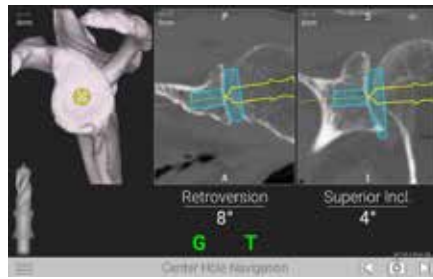 P
S
A
I
Retroversion
Superior Incl.
8°
4°
G
T
Center Hole Navigation